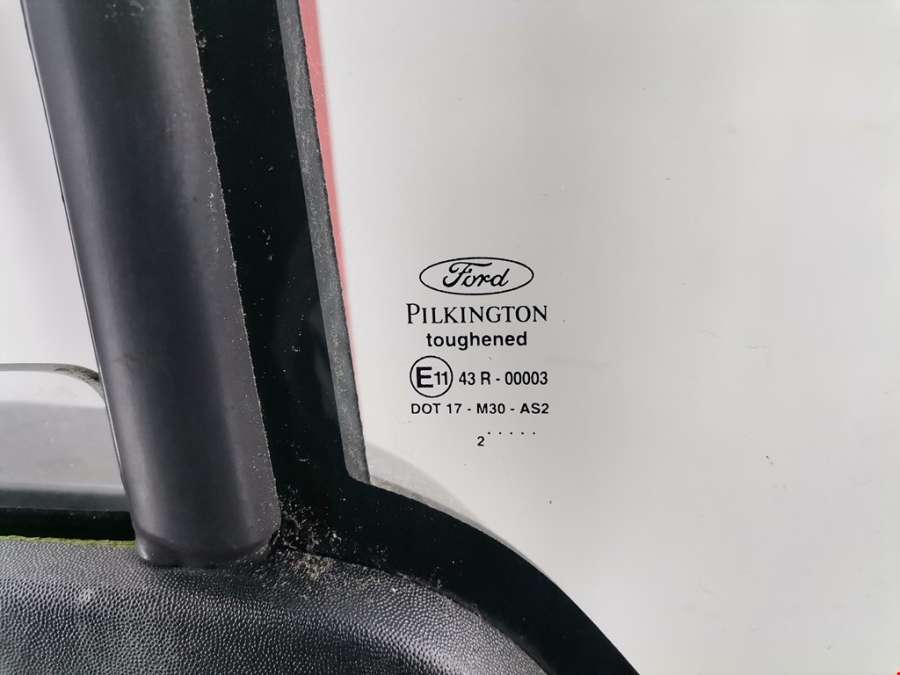 Ford
PILKINGTON
toughened
E11 43 R - 00003
DOT 17 - M30 - AS2
2 . . . . .